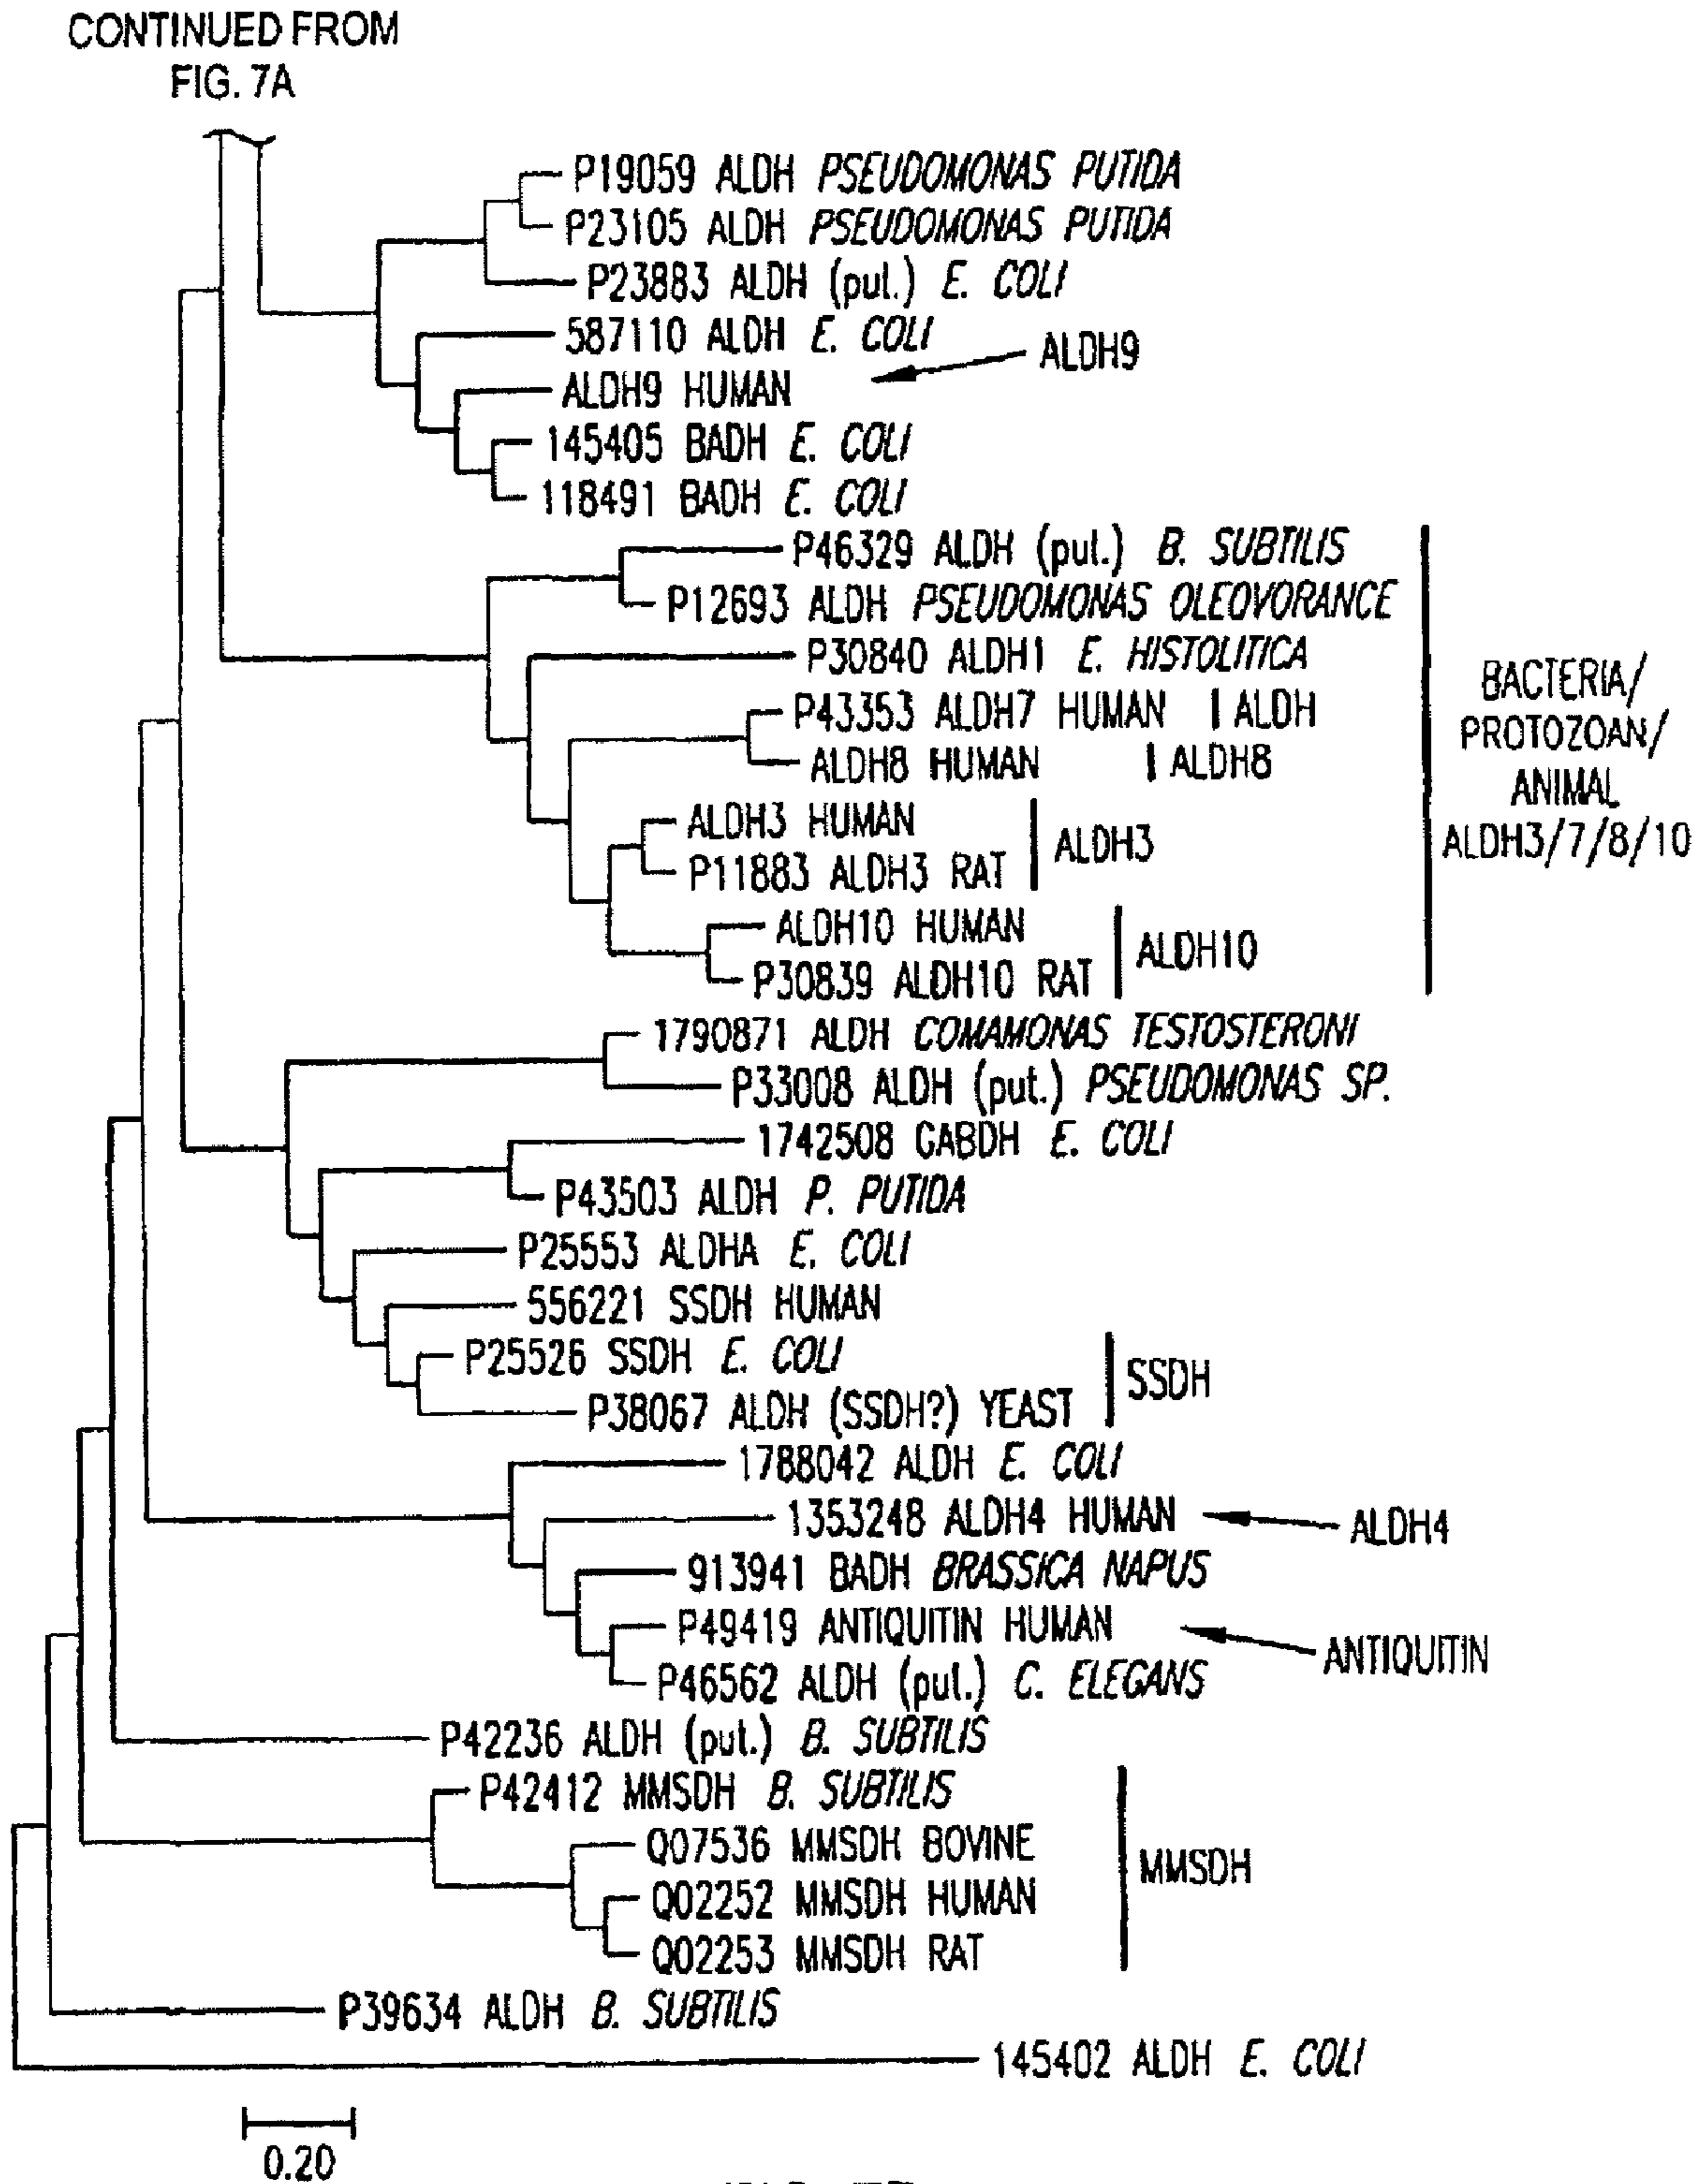 CONTINUED FROM
FIG. 7A
P19059 ALDH PSEUDOMONAS PUTIDA
P23105 ALDH PSEUDOMONAS PUTIDA
P23883 ALDH (put.) E. COLI
587110 ALDH E. COLI
ALDH9
ALDH9 HUMAN
145405 BADH E. COLI
118491 BADH E. COLI
P46329 ALDH (put.) B. SUBTILIS
P12693 ALDH PSEUDOMONAS OLEOVORANCE
P30840 ALDH1 E. HISTOLITICA
P43353 ALDH7 HUMAN ALDH
ALDH8 HUMAN ALDH8
ALDH3 HUMAN
P11883 ALDH3 RAT
ALDH3
ALDH10 HUMAN
P30839 ALDH10 RAT
ALDH10
BACTERIA/
PROTOZOAN/
ANIMAL
ALDH3/7/8/10
1790871 ALDH COMAMONAS TESTOSTERONI
P33008 ALDH (put.) PSEUDOMONAS SP.
1742508 GABDH E. COLI
P43503 ALDH P. PUTIDA
P25553 ALDHA E. COLI
556221 SSDH HUMAN
P25526 SSDH E. COLI
P38067 ALDH (SSDH?) YEAST
SSDH
1788042 ALDH E. COLI
1353248 ALDH4 HUMAN
ALDH4
913941 BADH BRASSICA NAPUS
P49419 ANTIQUITIN HUMAN
ANTIQUITIN
P46562 ALDH (put.) C. ELEGANS
P42236 ALDH (put.) B. SUBTILIS
P42412 MMSDH B. SUBTILIS
Q07536 MMSDH BOVINE
Q02252 MMSDH HUMAN
Q02253 MMSDH RAT
MMSDH
P39634 ALDH B. SUBTILIS
145402 ALDH E. COLI
0.20